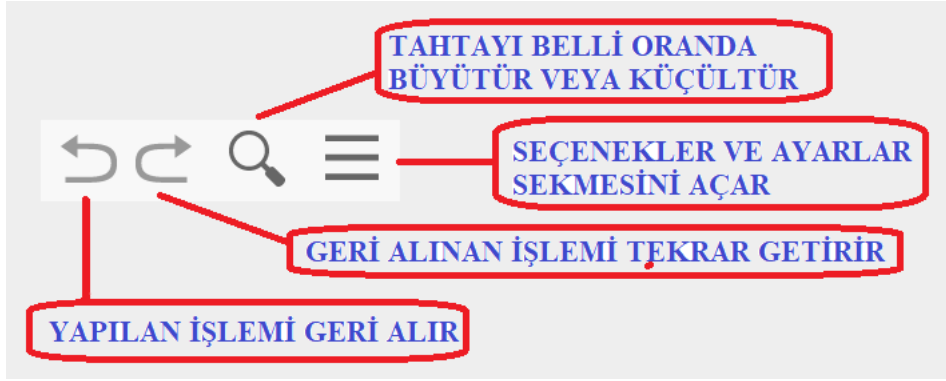 TAHTAYI BELLİ ORANDA
BÜYÜTÜR VEYA KÜÇÜLTÜR
SEÇENEKLER VE AYARLAR
SEKMESİNİ AÇAR
GERİ ALINAN İŞLEMİ TEKRAR GETİRİR
YAPILAN İŞLEMİ GERİ ALIR